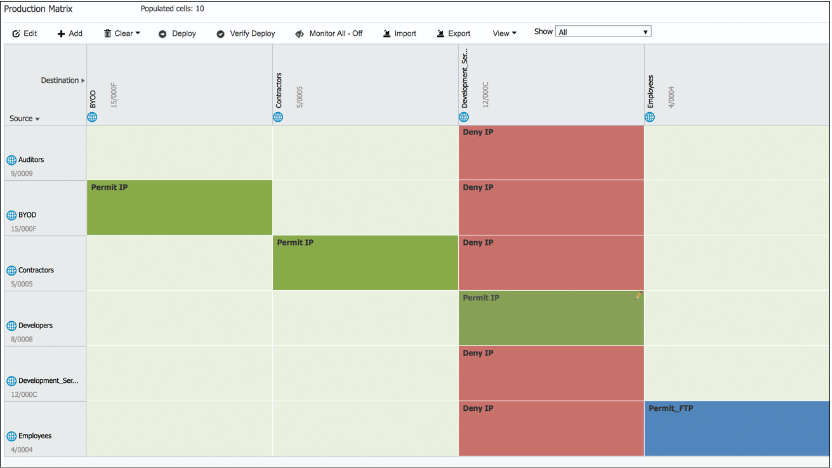 Production Matrix Populated cells: 10
Edit Add Clear Deploy Verify Deploy Monitor All - Off Import Export View Show All
Destination
BYOD
15/000F
Contractors
5/0005
Development_Ser...
12/000C
Employees
4/0004
Source
Auditors
9/0009
Deny IP
BYOD
15/000F
Permit IP
Deny IP
Contractors
5/0005
Permit IP
Deny IP
Developers
8/0008
Permit IP
Development_Ser...
12/000C
Deny IP
Employees
4/0004
Deny IP
Permit_FTP